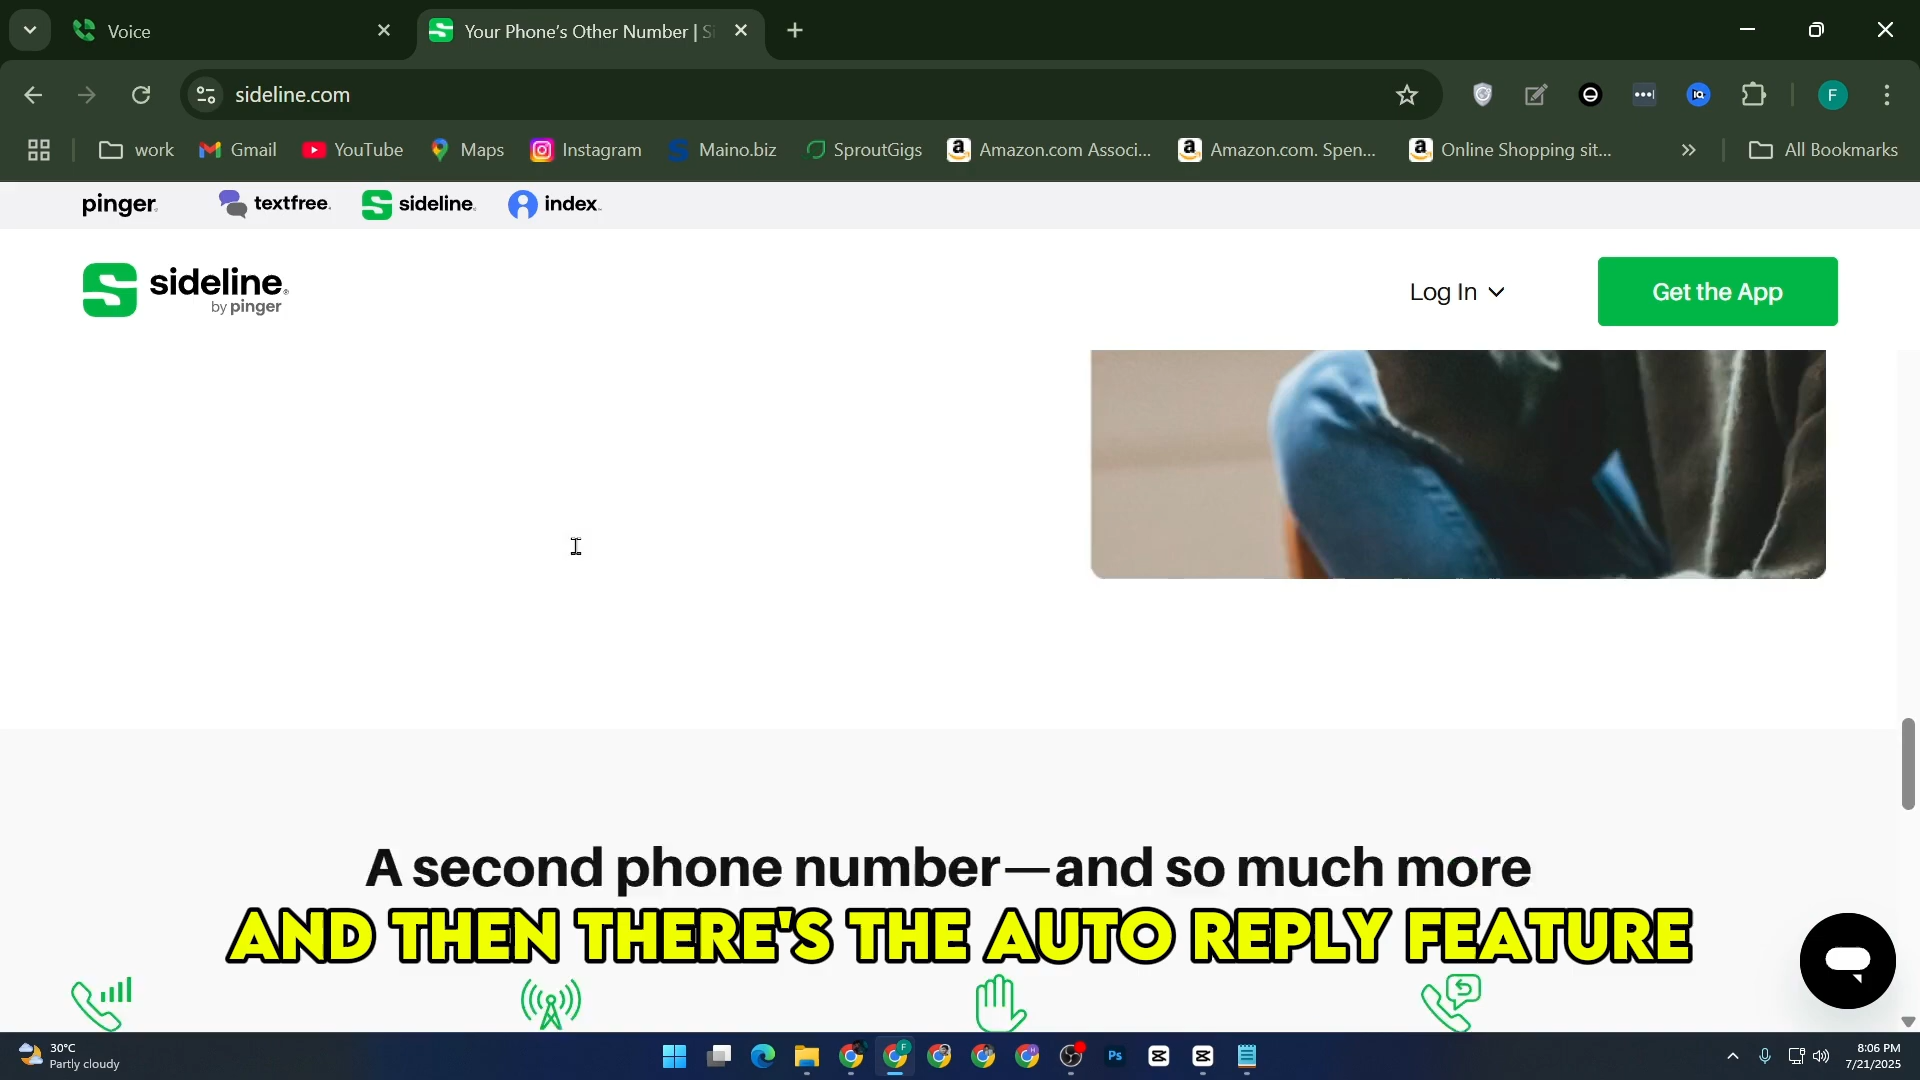 Voice
Your Phone's Other Number | Si
sideline.com
F
work
Gmail
YouTube
Maps
Instagram
Maino.biz
SproutGigs
Amazon.com Associ...
Amazon.com. Spen...
Online Shopping sit...
All Bookmarks
pinger
textfree.
sideline.
index
sideline
by pinger
Log In
Get the App
A second phone number—and so much more
AND THEN THERE'S THE AUTO REPLY FEATURE
30°C
Partly cloudy
Ps
8:06 PM
7/21/2025